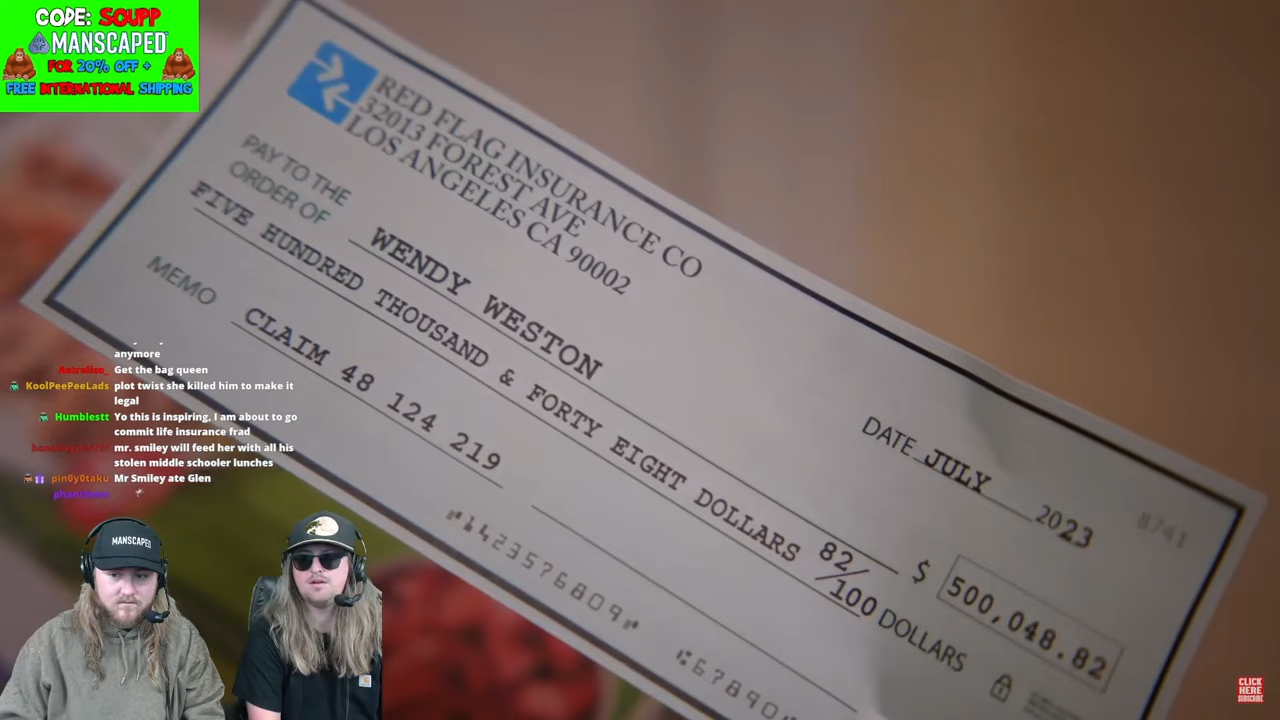 CODE: SOUPP
MANSCAPED
FOR 20% OFF +
FREE INTERNATIONAL SHIPPING
RED FLAG INSURANCE CO
32013 FOREST AVE
LOS ANGELES CA 90002
PAY TO THE
ORDER OF WENDY WESTON
FIVE HUNDRED THOUSAND & FORTY EIGHT DOLLARS 82/100 DOLLARS
$ 500,048.82
MEMO CLAIM 48 124 219
DATE JULY 2023
8741
⑈1423576809⑈
anymore
Astrolise_ Get the bag queen
KoolPeePeeLads plot twist she killed him to make it
legal
Humblestt Yo this is inspiring, I am about to go
commit life insurance frad
mr. smiley will feed her with all his
stolen middle schooler lunches
pin0y0taku Mr Smiley ate Glen
MANSCAPED
CLICK
HERE
SUBSCRIBE